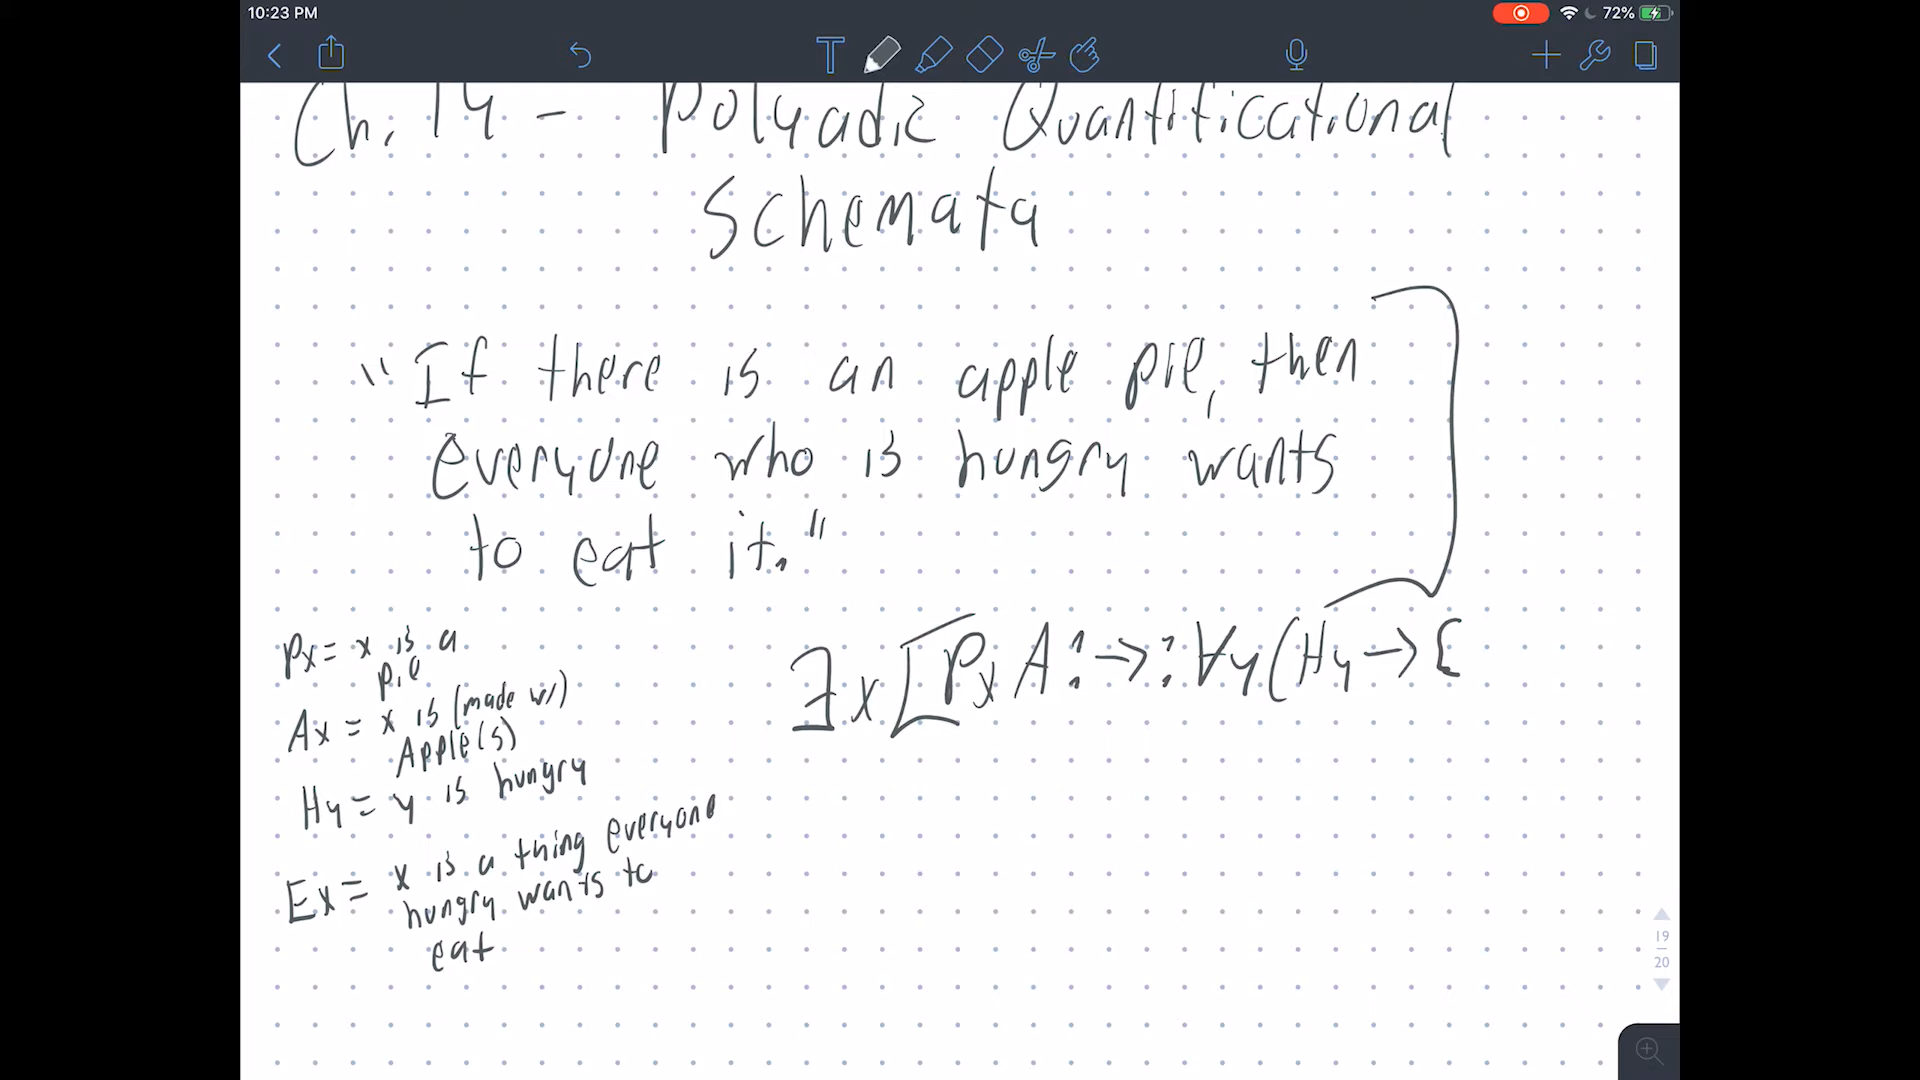 10:23 PM
72%
Ch. 14 - Polyadic Quantificational
Schemata
"If there is an apple pie, then
everyone who is hungry wants
to eat it."
Px = x is a
pie
Ax = x is (made w/)
Apple(s)
Hy = y is hungry
Ex = x is a thing everyone
hungry wants to
eat
∃x[Px A :→: ∀y(Hy → E
19
20